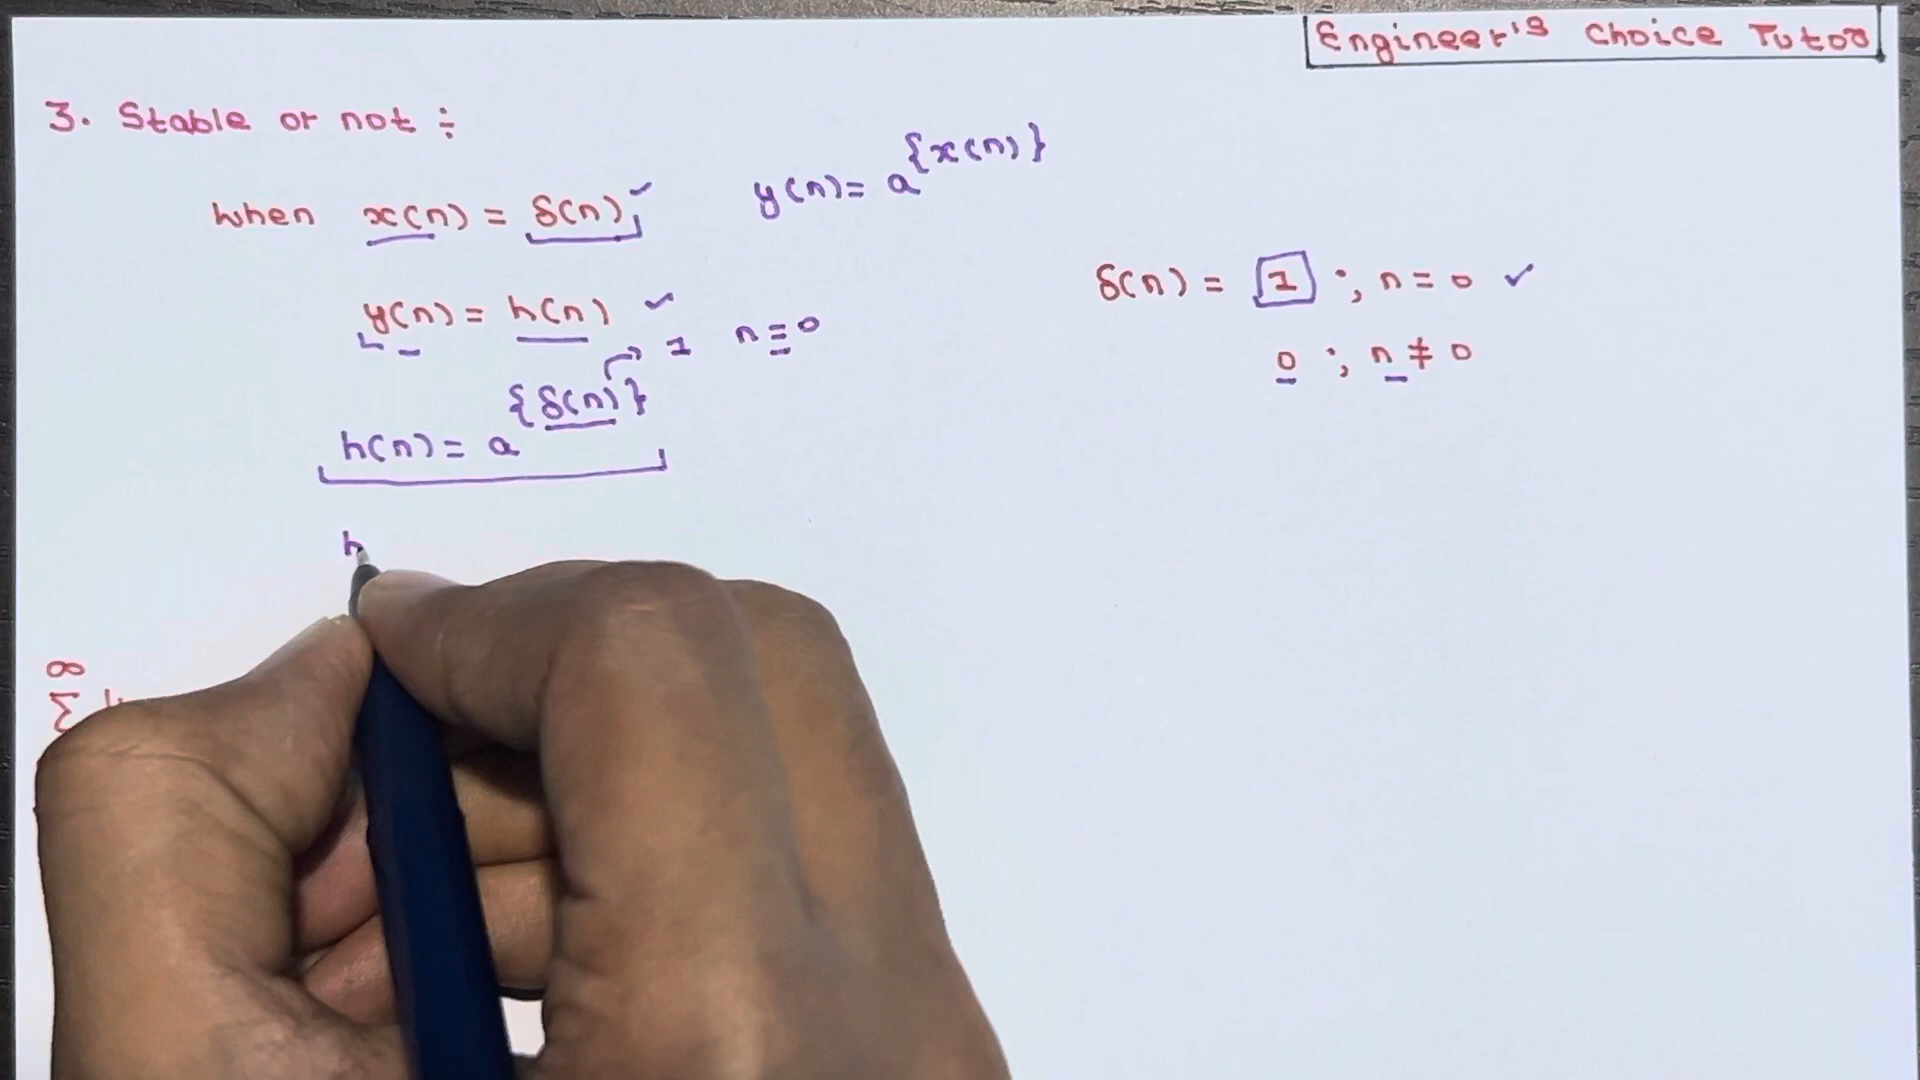 Engineer's Choice Tutor
3. Stable or not ÷
when x(n) = δ(n) ✓
y(n) = a^{x(n)}
y(n) = h(n) ✓
1 n = 0
h(n) = a^{δ(n)}
δ(n) = 1 ; n = 0 ✓
0 ; n ≠ 0
h
∞
Σ